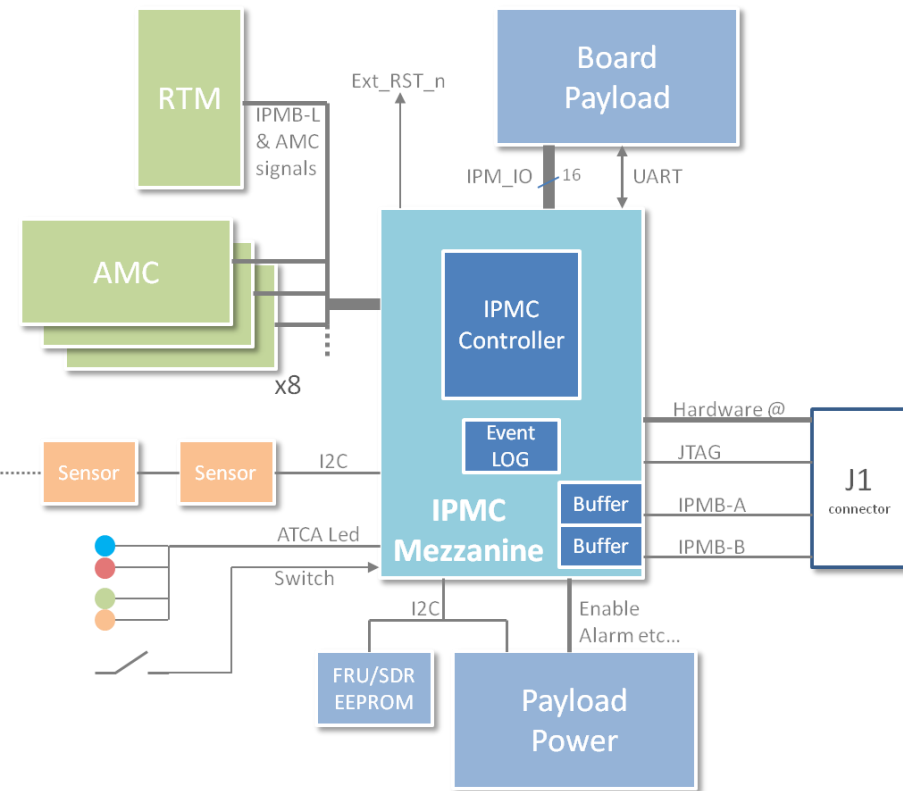 RTM
IPMB-L
& AMC
signals
Ext_RST_n
Board
Payload
IPM_IO
16
UART
AMC
x8
IPMC
Controller
Event
LOG
IPMC
Mezzanine
Buffer
Buffer
Hardware @
JTAG
IPMB-A
IPMB-B
J1
connector
Sensor
Sensor
I2C
ATCA Led
Switch
I2C
Enable
Alarm etc...
FRU/SDR
EEPROM
Payload
Power